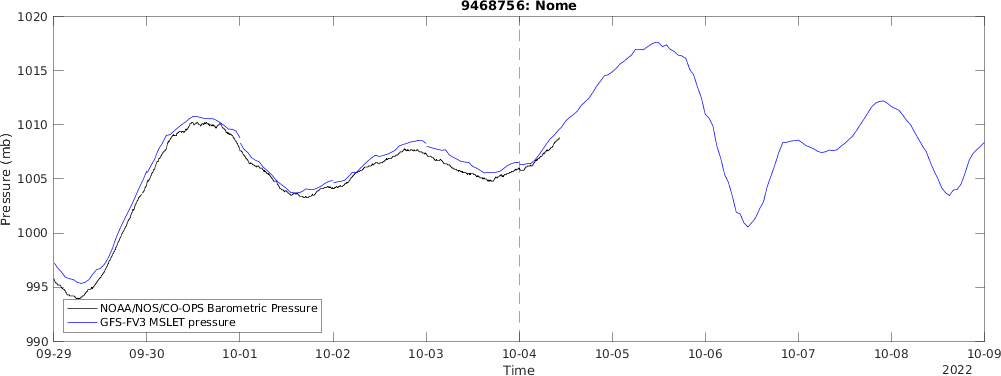 9468756: Nome
Pressure (mb)
1020
1015
1010
1005
1000
995
990
NOAA/NOS/CO-OPS Barometric Pressure
GFS-FV3 MSLET pressure
09-29 09-30 10-01 10-02 10-03 10-04 10-05 10-06 10-07 10-08 10-09
Time
2022